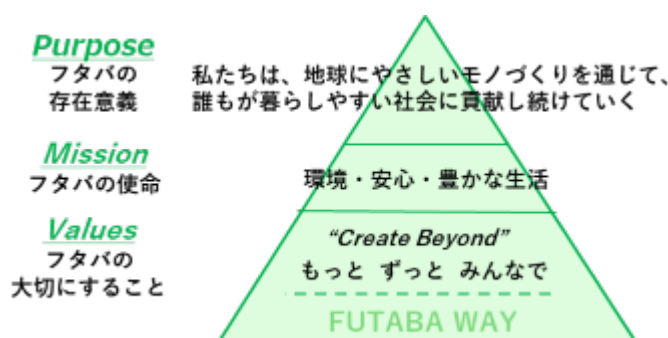 Purpose
フタバの
存在意義
私たちは、地球にやさしいモノづくりを通じて、
誰もが暮らしやすい社会に貢献し続けていく
Mission
フタバの使命
環境・安心・豊かな生活
Values
フタバの
大切にすること
“Create Beyond”
もっと ずっと みんなで
FUTABA WAY